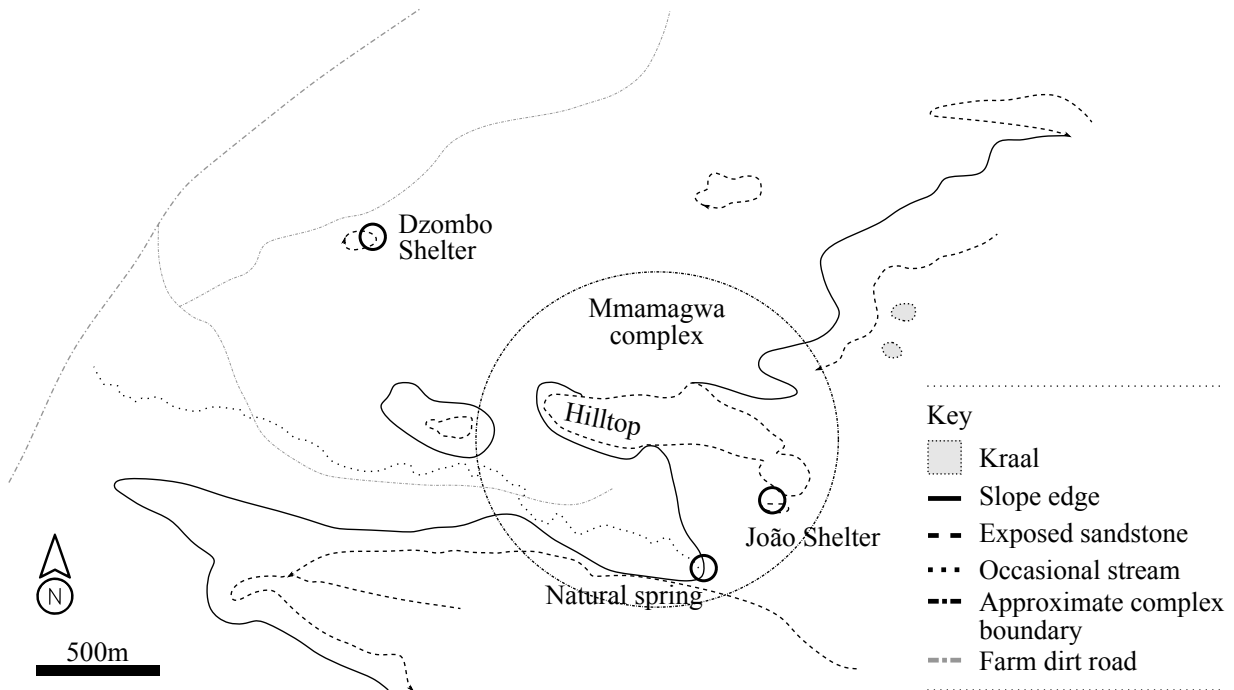 Dzombo
Shelter
Mmamagwa
complex
Hilltop
João Shelter
Natural spring
N
500m
Key
Kraal
Slope edge
Exposed sandstone
Occasional stream
Approximate complex
boundary
Farm dirt road